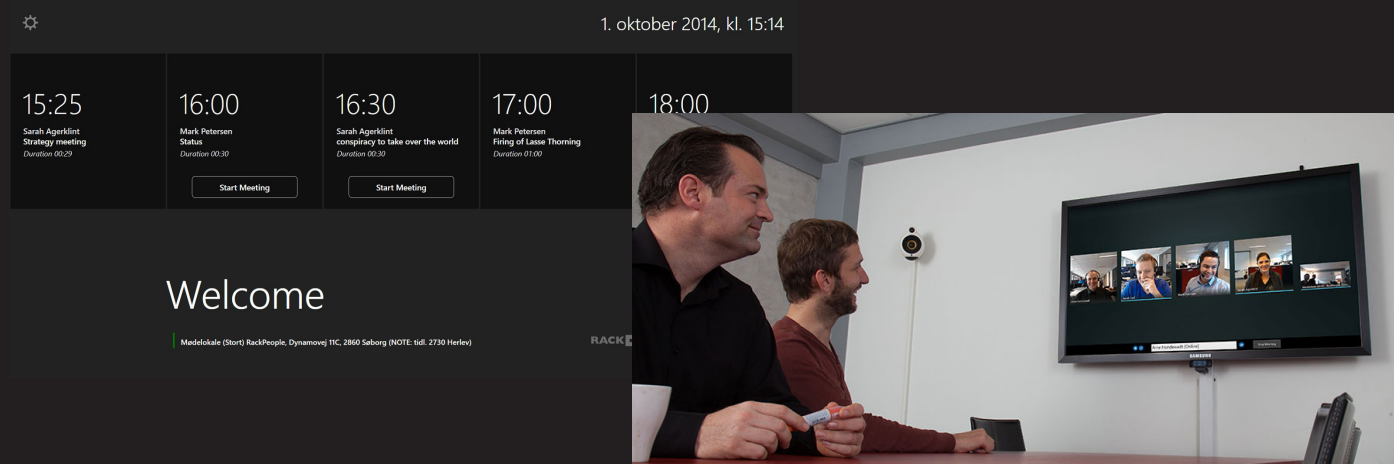 1. oktober 2014, kl. 15:14
15:25
Sarah Agerklint
Strategy meeting
Duration 00:29
16:00
Mark Petersen
Status
Duration 00:30
Start Meeting
16:30
Sarah Agerklint
conspiracy to take over the world
Duration 00:30
Start Meeting
17:00
Mark Petersen
Firing of Lasse Thorning
Duration 01:00
18:00
Welcome
Mødelokale (Stort) RackPeople, Dynamovej 11C, 2860 Søborg (NOTE: tidl. 2730 Herlev)
RACK
SAMSUNG